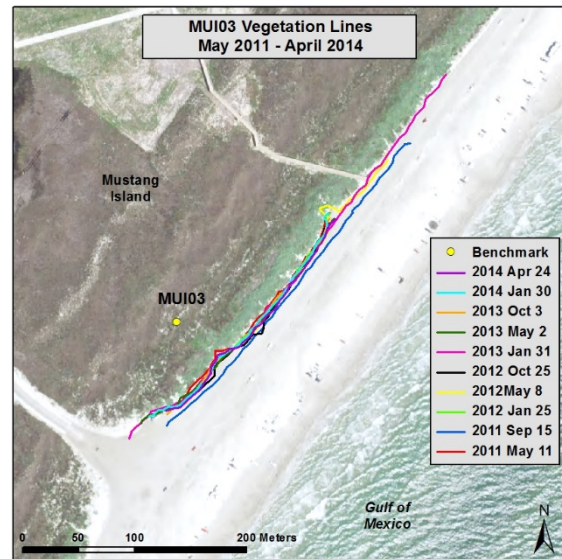 MUI03 Vegetation Lines
May 2011 - April 2014
Mustang
Island
MUI03
Benchmark
2014 Apr 24
2014 Jan 30
2013 Oct 3
2013 May 2
2013 Jan 31
2012 Oct 25
2012May 8
2012 Jan 25
2011 Sep 15
2011 May 11
Gulf of
Mexico
N
0 50 100 200 Meters